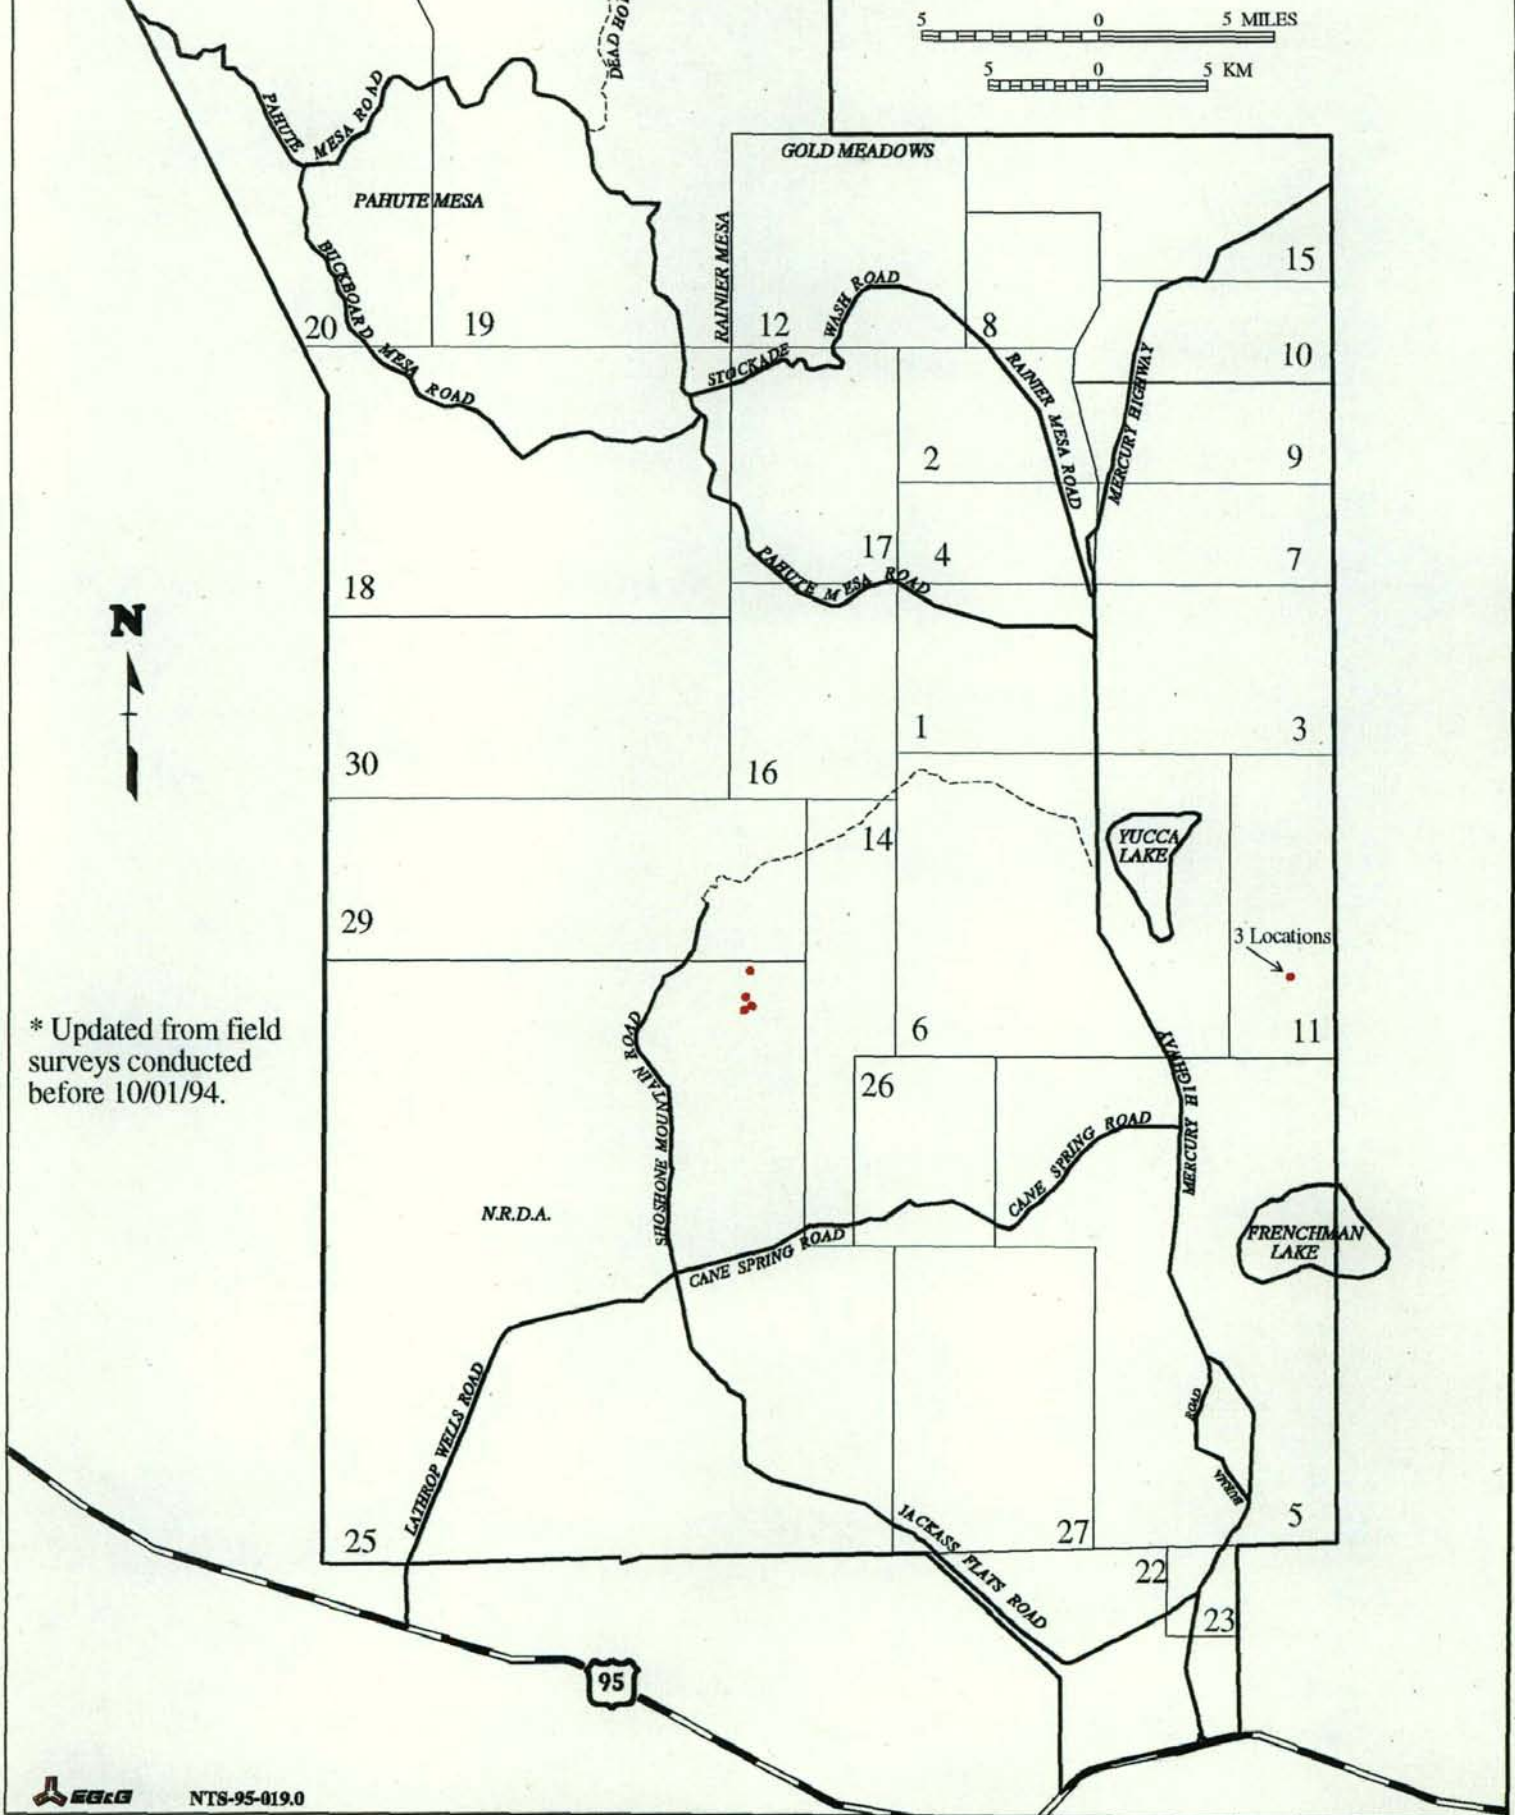 5 0 5 MILES
5 0 5 KM
PAHUTE
MESA ROAD
GOLD MEADOWS
PAHUTE MESA
RAINIER MESA
BUCKBOARD MESA ROAD
15
20
19
12
STOCKADE WASH ROAD
8
10
RAINIER MESA ROAD
MERCURY HIGHWAY
2
9
17
4
7
PAHUTE MESA ROAD
18
N
1
3
30
16
14
YUCCA
LAKE
29
3 Locations
* Updated from field
surveys conducted
before 10/01/94.
6
11
SHOSHONE MOUNTAIN ROAD
26
MERCURY HIGHWAY
CANE SPRING ROAD
N.R.D.A.
CANE SPRING ROAD
FRENCHMAN
LAKE
LATHROP WELLS ROAD
ROAD
25
JACKASS FLATS ROAD
27
5
22
23
95
EG&G NTS-95-019.0